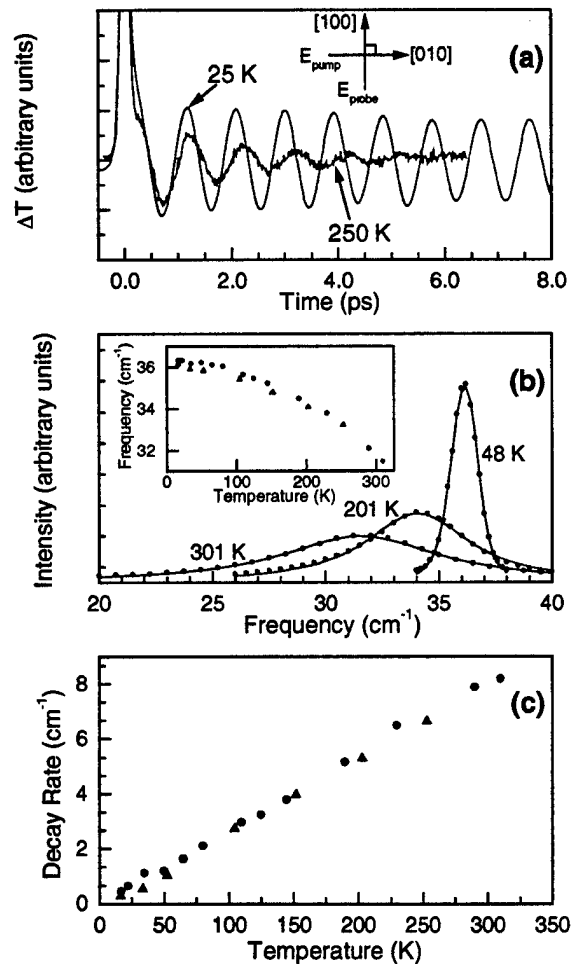 [100]
(a)
25 K
E_pump
[010]
E_probe
ΔT (arbitrary units)
250 K
0.0 2.0 4.0 6.0 8.0
Time (ps)
(b)
Intensity (arbitrary units)
Frequency (cm⁻¹)
36
34
32
0 100 200 300
Temperature (K)
48 K
201 K
301 K
20 25 30 35 40
Frequency (cm⁻¹)
(c)
Decay Rate (cm⁻¹)
8
6
4
2
0
0 50 100 150 200 250 300 350
Temperature (K)